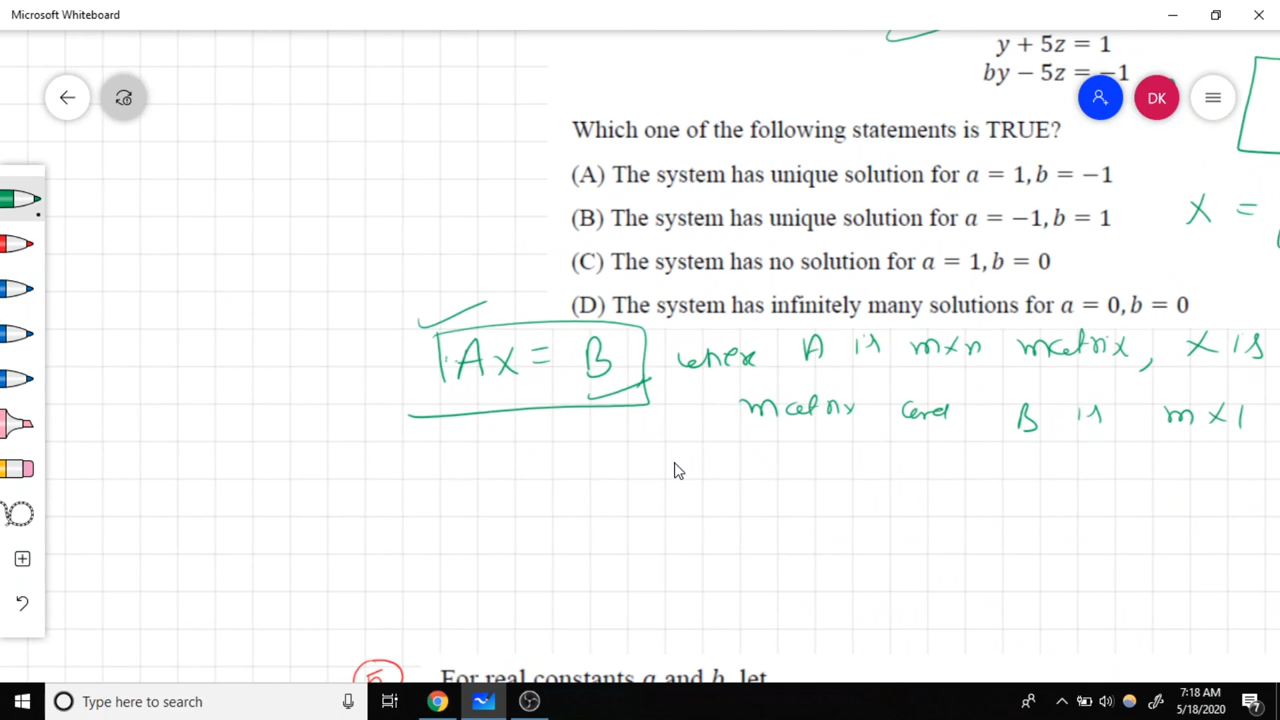 Microsoft Whiteboard
y + 5z = 1
by − 5z = −1
DK
Which one of the following statements is TRUE?
(A) The system has unique solution for a = 1, b = −1
(B) The system has unique solution for a = −1, b = 1
X =
(C) The system has no solution for a = 1, b = 0
(D) The system has infinitely many solutions for a = 0, b = 0
AX = B where A is m×n matrix, X is
matrix and B is m×1
5 For real constants a and b, let
Type here to search
7:18 AM
5/18/2020
7